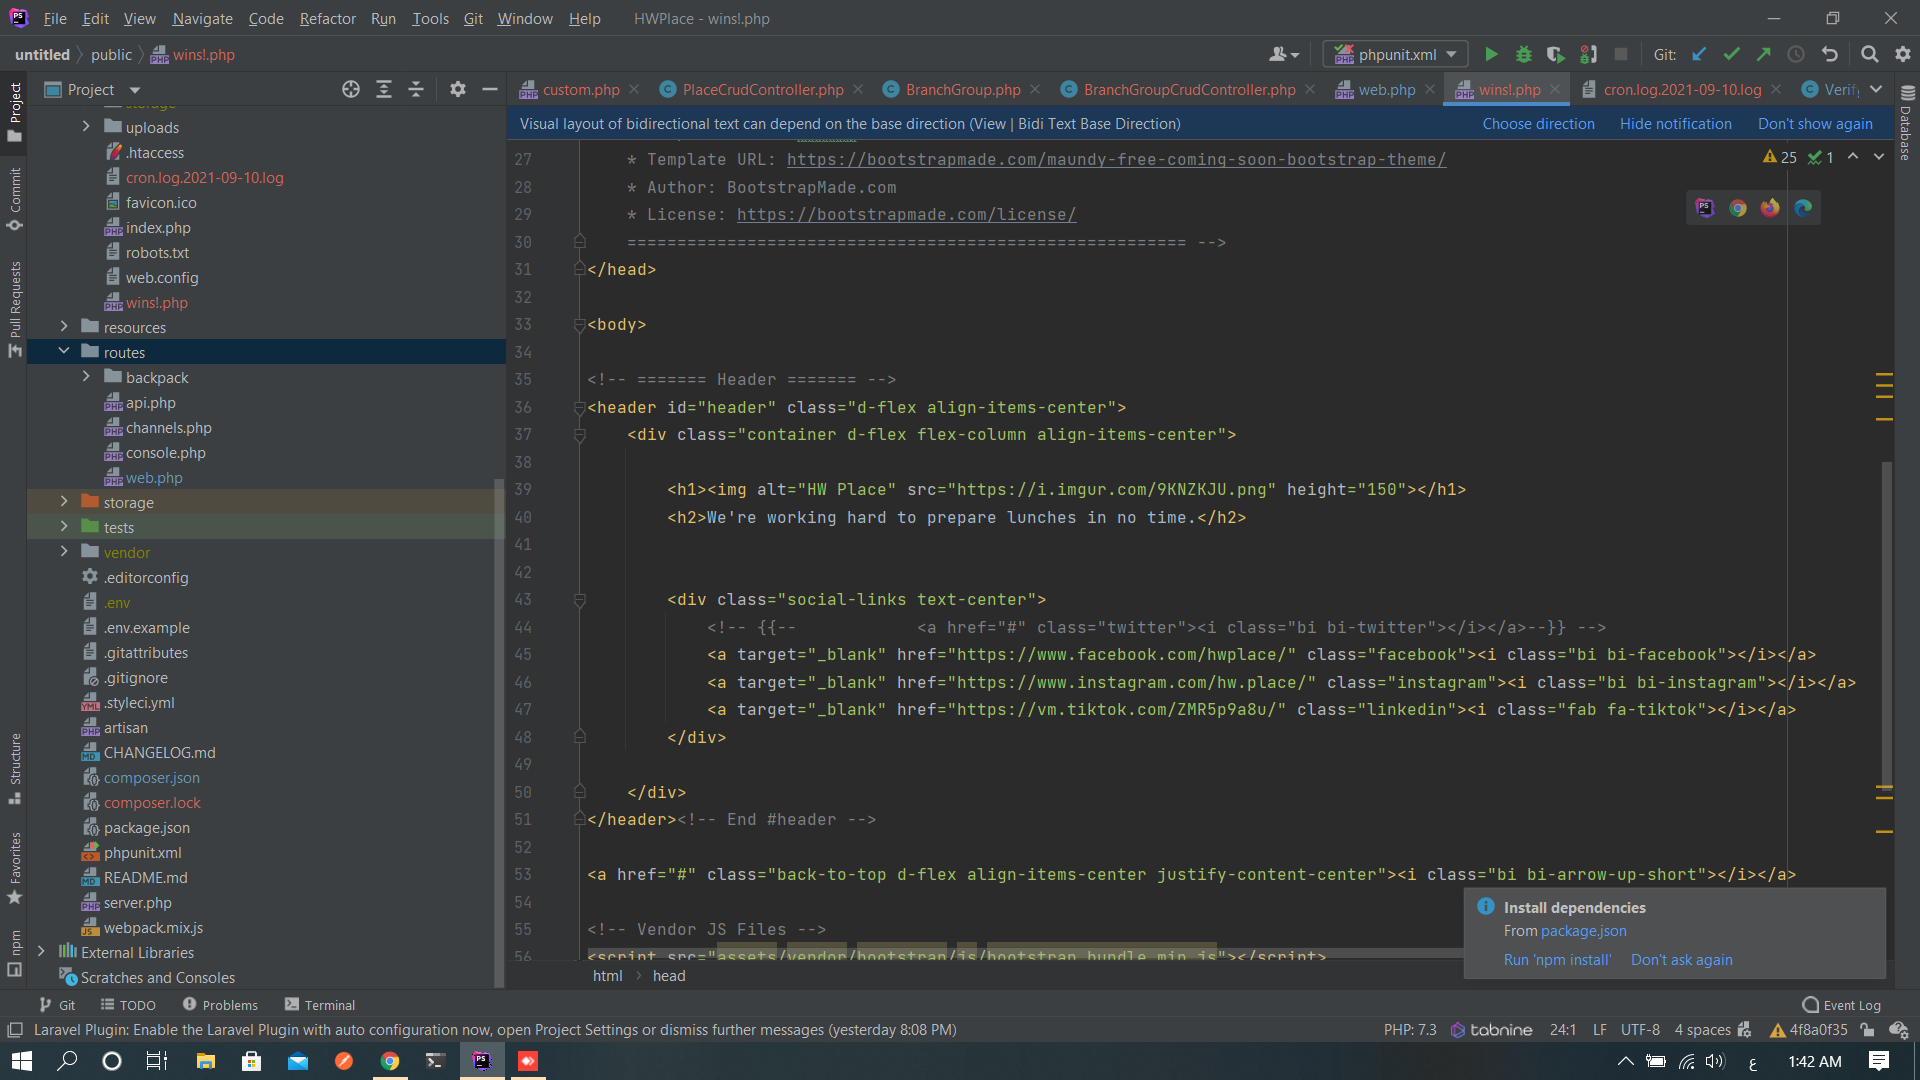 File Edit View Navigate Code Refactor Run Tools Git Window Help HWPlace - wins!.php
untitled public wins!.php phpunit.xml Git:
Project custom.php PlaceCrudController.php BranchGroup.php BranchGroupCrudController.php web.php wins!.php cron.log.2021-09-10.log
Visual layout of bidirectional text can depend on the base direction (View | Bidi Text Base Direction) Choose direction Hide notification Don't show again
Project
Commit
Pull Requests
Structure
Favorites
npm
Database
storage
uploads
.htaccess
cron.log.2021-09-10.log
favicon.ico
index.php
robots.txt
web.config
wins!.php
resources
routes
backpack
api.php
channels.php
console.php
web.php
storage
tests
vendor
.editorconfig
.env
.env.example
.gitattributes
.gitignore
.styleci.yml
artisan
CHANGELOG.md
composer.json
composer.lock
package.json
phpunit.xml
README.md
server.php
webpack.mix.js
External Libraries
Scratches and Consoles
25 1
27 * Template URL: https://bootstrapmade.com/maundy-free-coming-soon-bootstrap-theme/
28 * Author: BootstrapMade.com
29 * License: https://bootstrapmade.com/license/
30 ======================================================== -->
31 </head>
32
33 <body>
34
35 <!-- ======= Header ======= -->
36 <header id="header" class="d-flex align-items-center">
37 <div class="container d-flex flex-column align-items-center">
38
39 <h1><img alt="HW Place" src="https://i.imgur.com/9KNZKJU.png" height="150"></h1>
40 <h2>We're working hard to prepare lunches in no time.</h2>
41
42
43 <div class="social-links text-center">
44 <!-- {{-- <a href="#" class="twitter"><i class="bi bi-twitter"></i></a>--}} -->
45 <a target="_blank" href="https://www.facebook.com/hwplace/" class="facebook"><i class="bi bi-facebook"></i></a>
46 <a target="_blank" href="https://www.instagram.com/hw.place/" class="instagram"><i class="bi bi-instagram"></i></a>
47 <a target="_blank" href="https://vm.tiktok.com/ZMR5p9a8u/" class="linkedin"><i class="fab fa-tiktok"></i></a>
48 </div>
49
50 </div>
51 </header><!-- End #header -->
52
53 <a href="#" class="back-to-top d-flex align-items-center justify-content-center"><i class="bi bi-arrow-up-short"></i></a>
54
55 <!-- Vendor JS Files -->
56 <script src="assets/vendor/bootstrap/js/bootstrap.bundle.min.js"></script>
html head
Install dependencies
From package.json
Run 'npm install' Don't ask again
Git TODO Problems Terminal Event Log
Laravel Plugin: Enable the Laravel Plugin with auto configuration now, open Project Settings or dismiss further messages (yesterday 8:08 PM) PHP: 7.3 tabnine 24:1 LF UTF-8 4 spaces 4f8a0f35
ع 1:42 AM